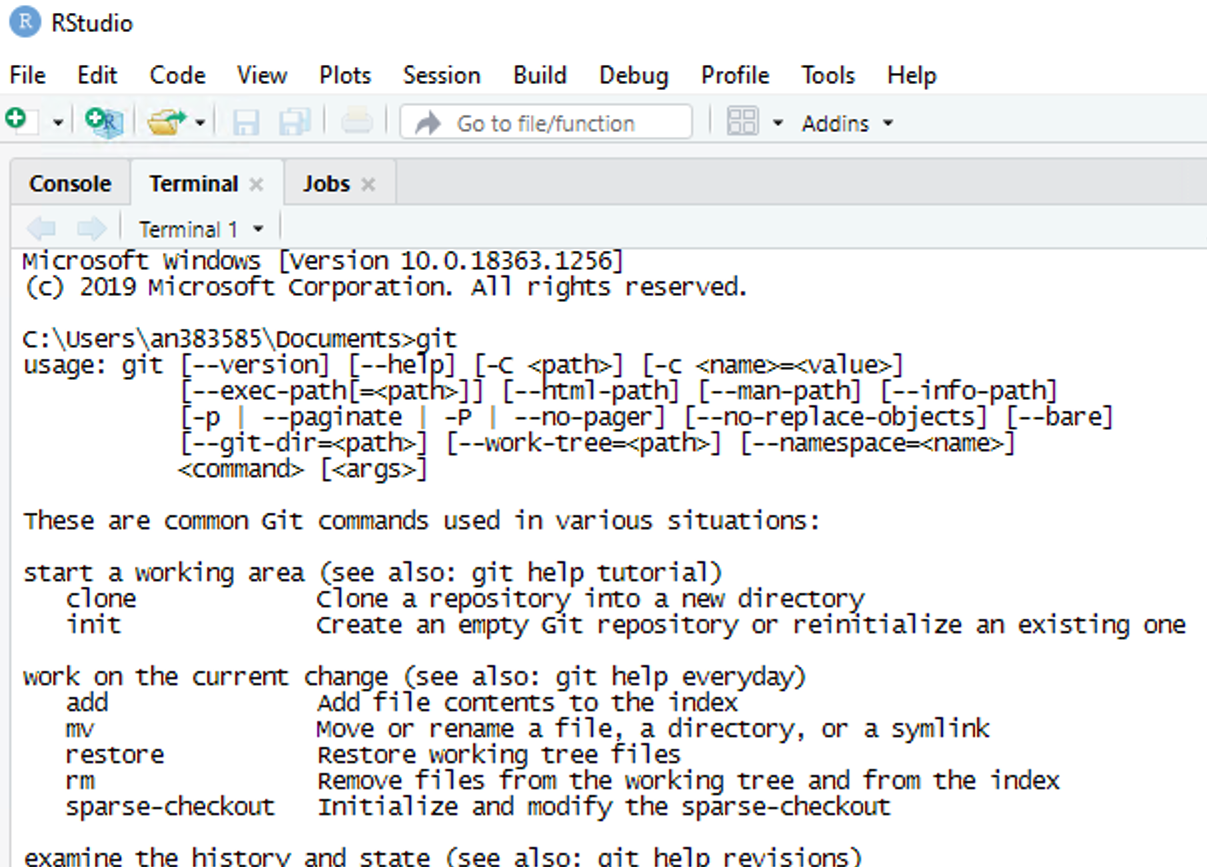 RStudio
File Edit Code View Plots Session Build Debug Profile Tools Help
Go to file/function Addins
Console Terminal Jobs
Terminal 1
Microsoft Windows [Version 10.0.18363.1256]
(c) 2019 Microsoft Corporation. All rights reserved.
C:\Users\an383585\Documents>git
usage: git [--version] [--help] [-C <path>] [-c <name>=<value>]
[--exec-path[=<path>]] [--html-path] [--man-path] [--info-path]
[-p | --paginate | -P | --no-pager] [--no-replace-objects] [--bare]
[--git-dir=<path>] [--work-tree=<path>] [--namespace=<name>]
<command> [<args>]
These are common Git commands used in various situations:
start a working area (see also: git help tutorial)
clone Clone a repository into a new directory
init Create an empty Git repository or reinitialize an existing one
work on the current change (see also: git help everyday)
add Add file contents to the index
mv Move or rename a file, a directory, or a symlink
restore Restore working tree files
rm Remove files from the working tree and from the index
sparse-checkout Initialize and modify the sparse-checkout
examine the history and state (see also: git help revisions)